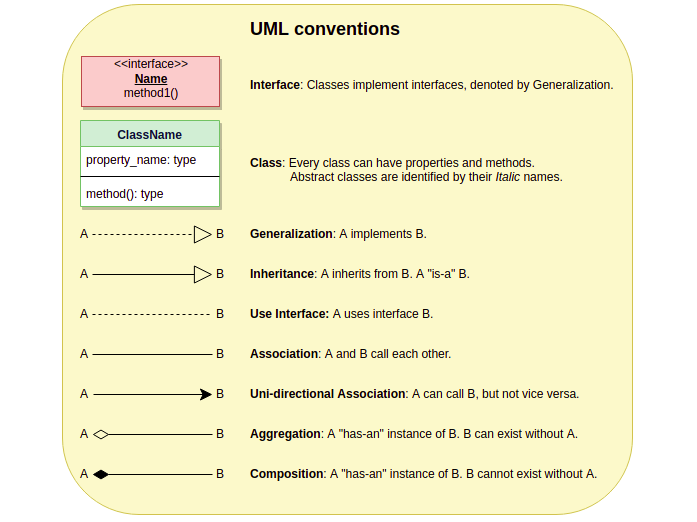 UML conventions
<<interface>>
Name
method1()
Interface: Classes implement interfaces, denoted by Generalization.
ClassName
property_name: type
method(): type
Class: Every class can have properties and methods.
Abstract classes are identified by their Italic names.
A B Generalization: A implements B.
A B Inheritance: A inherits from B. A "is-a" B.
A B Use Interface: A uses interface B.
A B Association: A and B call each other.
A B Uni-directional Association: A can call B, but not vice versa.
A B Aggregation: A "has-an" instance of B. B can exist without A.
A B Composition: A "has-an" instance of B. B cannot exist without A.